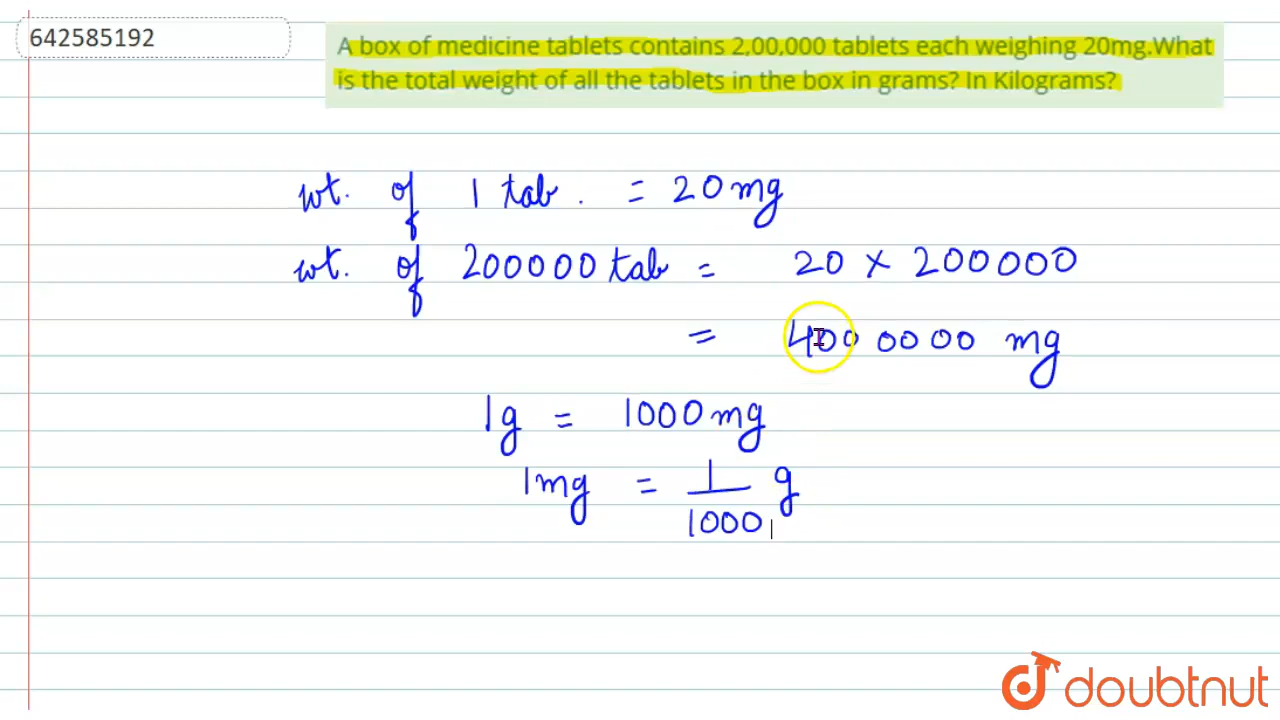 642585192
A box of medicine tablets contains 2,00,000 tablets each weighing 20mg.What
is the total weight of all the tablets in the box in grams? In Kilograms?
wt. of 1 tab. = 20mg
wt. of 200000 tab = 20 × 200000
= 4000000 mg
1g = 1000mg
1mg = 1/1000 g
doubtnut